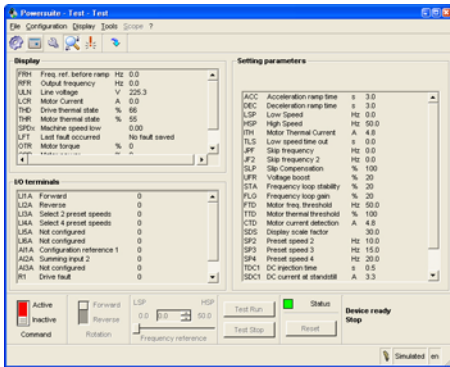 Powersuite - Test - Test
File Configuration Display Tools Scope ?
Display
FRH Freq. ref. before ramp Hz 0.0
RFR Output frequency Hz 0.0
ULN Line voltage V 225.3
LCR Motor Current A 0.0
THD Drive thermal state % 66
THR Motor thermal state % 55
SPDx Machine speed low 0.00
LFT Last fault occurred No fault saved
OTR Motor torque % 0
I/O terminals
LI1A Forward 0
LI2A Reverse 0
LI3A Select 2 preset speeds 0
LI4A Select 4 preset speeds 0
LI5A Not configured 0
LI6A Not configured 0
AI1A Configuration reference 1 0
AI2A Summing input 2 0
AI3A Not configured 0
R1 Drive fault 0
Setting parameters
ACC Acceleration ramp time s 3.0
DEC Deceleration ramp time s 3.0
LSP Low Speed Hz 0.0
HSP High Speed Hz 50.0
ITH Motor Thermal Current A 4.8
TLS Low speed time out s 0.0
JPF Skip frequency Hz 0.0
JF2 Skip frequency 2 Hz 0.0
SLP Slip Compensation % 100
UFR Voltage boost % 20
STA Frequency loop stability % 20
FLG Frequency loop gain % 20
FTD Motor freq. threshold Hz 50.0
TTD Motor thermal threshold % 100
CTD Motor current detection A 4.8
SDS Display scale factor 30.0
SP2 Preset speed 2 Hz 10.0
SP3 Preset speed 3 Hz 15.0
SP4 Preset speed 4 Hz 20.0
TDC1 DC injection time s 0.5
SDC1 DC current at standstill A 3.3
Active
Inactive
Command
Forward
Reverse
Rotation
LSP HSP
0.0 0.0 50.0
Frequency reference
Test Run
Test Stop
Status
Reset
Device ready
Stop
Simulated en